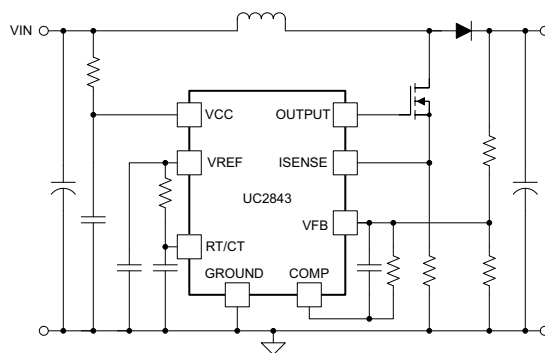 VIN
VCC
OUTPUT
VREF
ISENSE
UC2843
VFB
RT/CT
GROUND
COMP